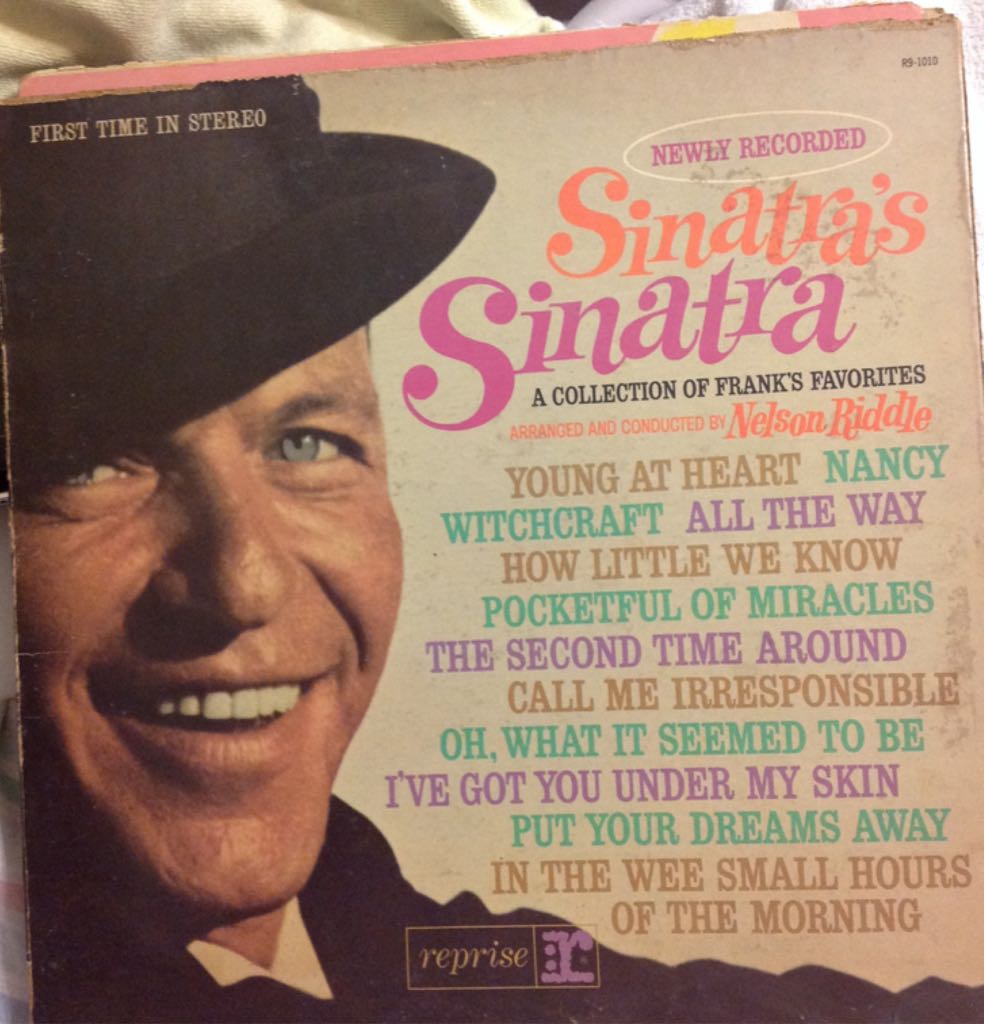 R9-1010
FIRST TIME IN STEREO
NEWLY RECORDED
Sinatra's
Sinatra
A COLLECTION OF FRANK'S FAVORITES
ARRANGED AND CONDUCTED BY Nelson Riddle
YOUNG AT HEART NANCY
WITCHCRAFT ALL THE WAY
HOW LITTLE WE KNOW
POCKETFUL OF MIRACLES
THE SECOND TIME AROUND
CALL ME IRRESPONSIBLE
OH, WHAT IT SEEMED TO BE
I'VE GOT YOU UNDER MY SKIN
PUT YOUR DREAMS AWAY
IN THE WEE SMALL HOURS
OF THE MORNING
reprise r